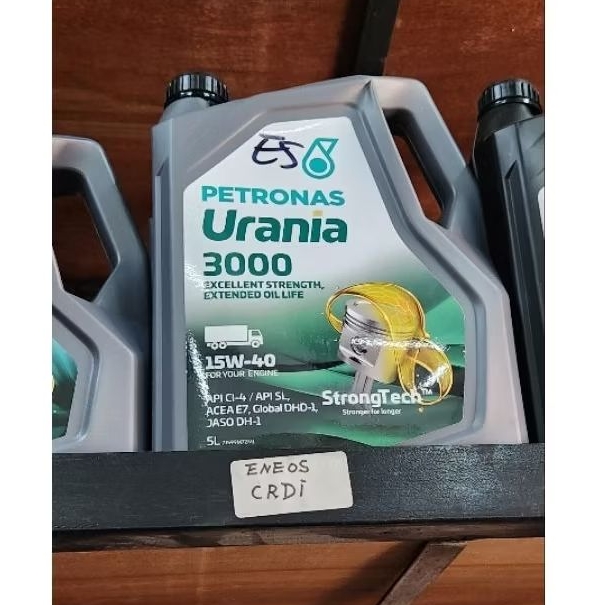 ES
PETRONAS
Urania
3000
EXCELLENT STRENGTH,
EXTENDED OIL LIFE
15W-40
FOR YOUR ENGINE
API CI-4 / API SL,
ACEA E7, Global DHD-1,
JASO DH-1
StrongTech™
Stronger for longer
5L
ENEOS
CRDi